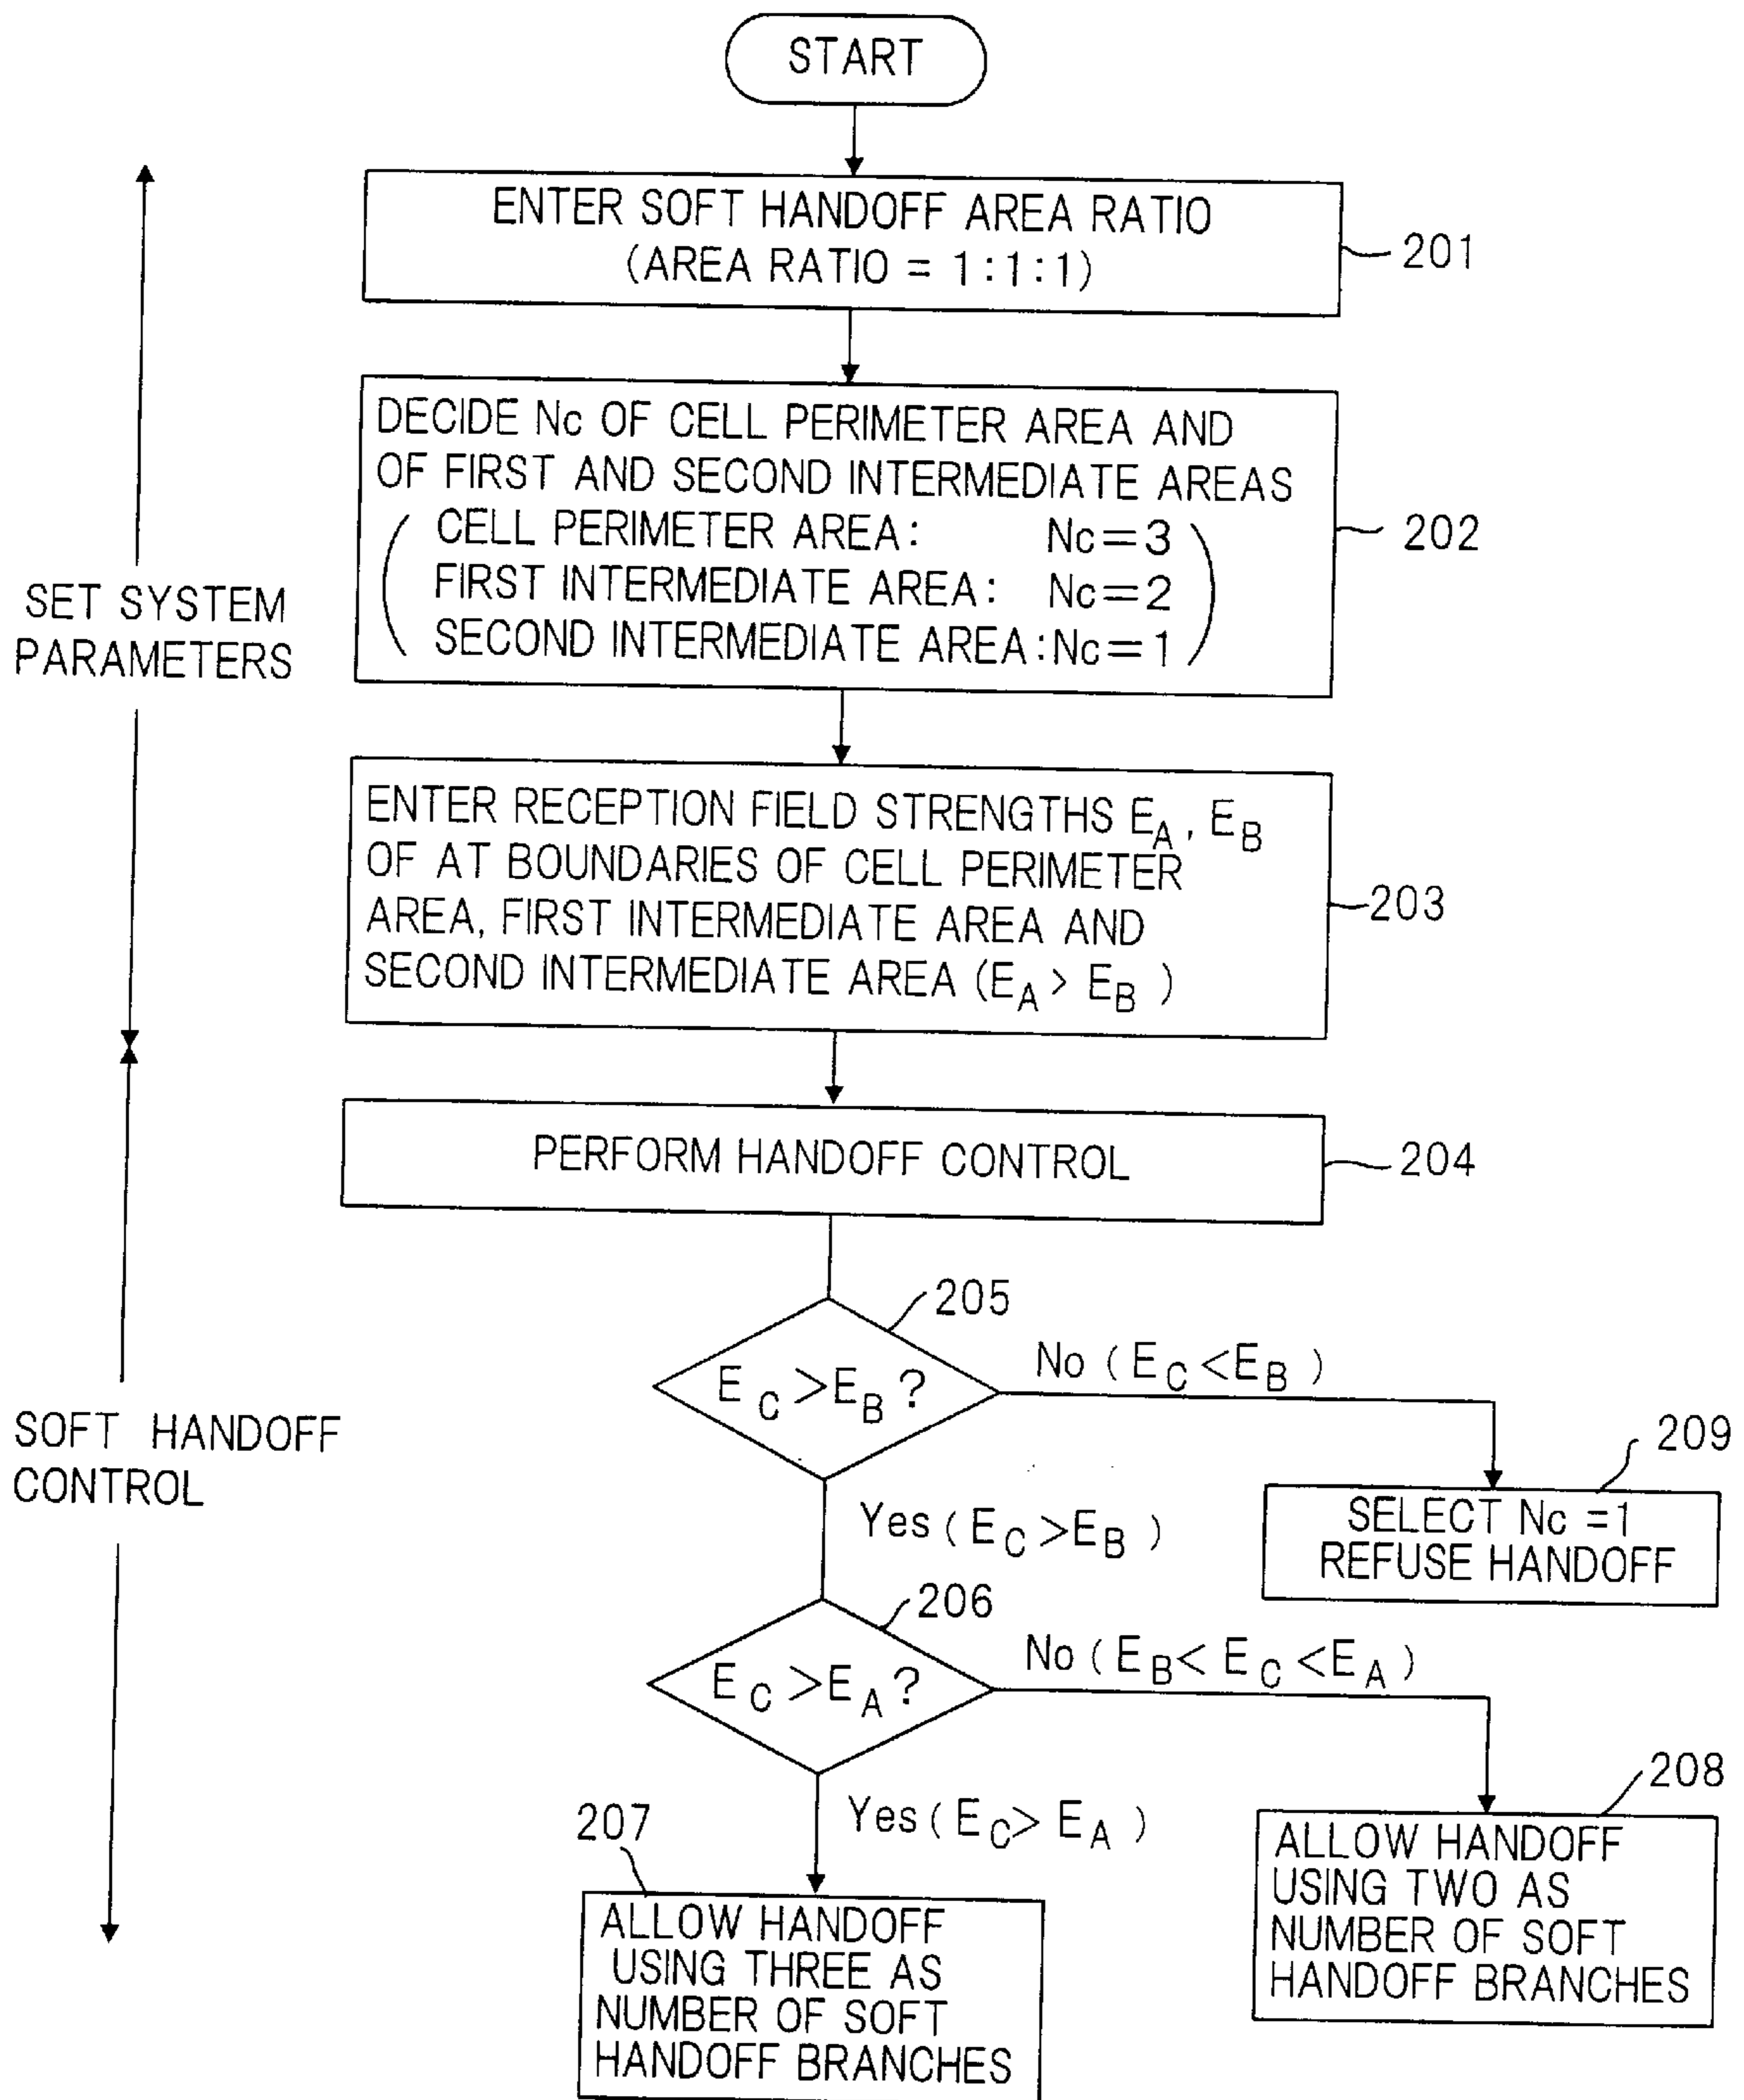 START
ENTER SOFT HANDOFF AREA RATIO
(AREA RATIO = 1:1:1)
201
DECIDE Nc OF CELL PERIMETER AREA AND
OF FIRST AND SECOND INTERMEDIATE AREAS
CELL PERIMETER AREA: Nc=3
FIRST INTERMEDIATE AREA: Nc=2
SECOND INTERMEDIATE AREA:Nc=1
202
SET SYSTEM
PARAMETERS
ENTER RECEPTION FIELD STRENGTHS EA, EB
OF AT BOUNDARIES OF CELL PERIMETER
AREA, FIRST INTERMEDIATE AREA AND
SECOND INTERMEDIATE AREA (EA > EB )
203
PERFORM HANDOFF CONTROL
204
205
EC >EB ?
No (EC <EB )
SOFT HANDOFF
CONTROL
209
SELECT Nc =1
REFUSE HANDOFF
Yes (EC >EB )
206
EC >EA ?
No (EB< EC <EA )
208
ALLOW HANDOFF
USING TWO AS
NUMBER OF SOFT
HANDOFF BRANCHES
Yes (EC> EA )
207
ALLOW HANDOFF
USING THREE AS
NUMBER OF SOFT
HANDOFF BRANCHES